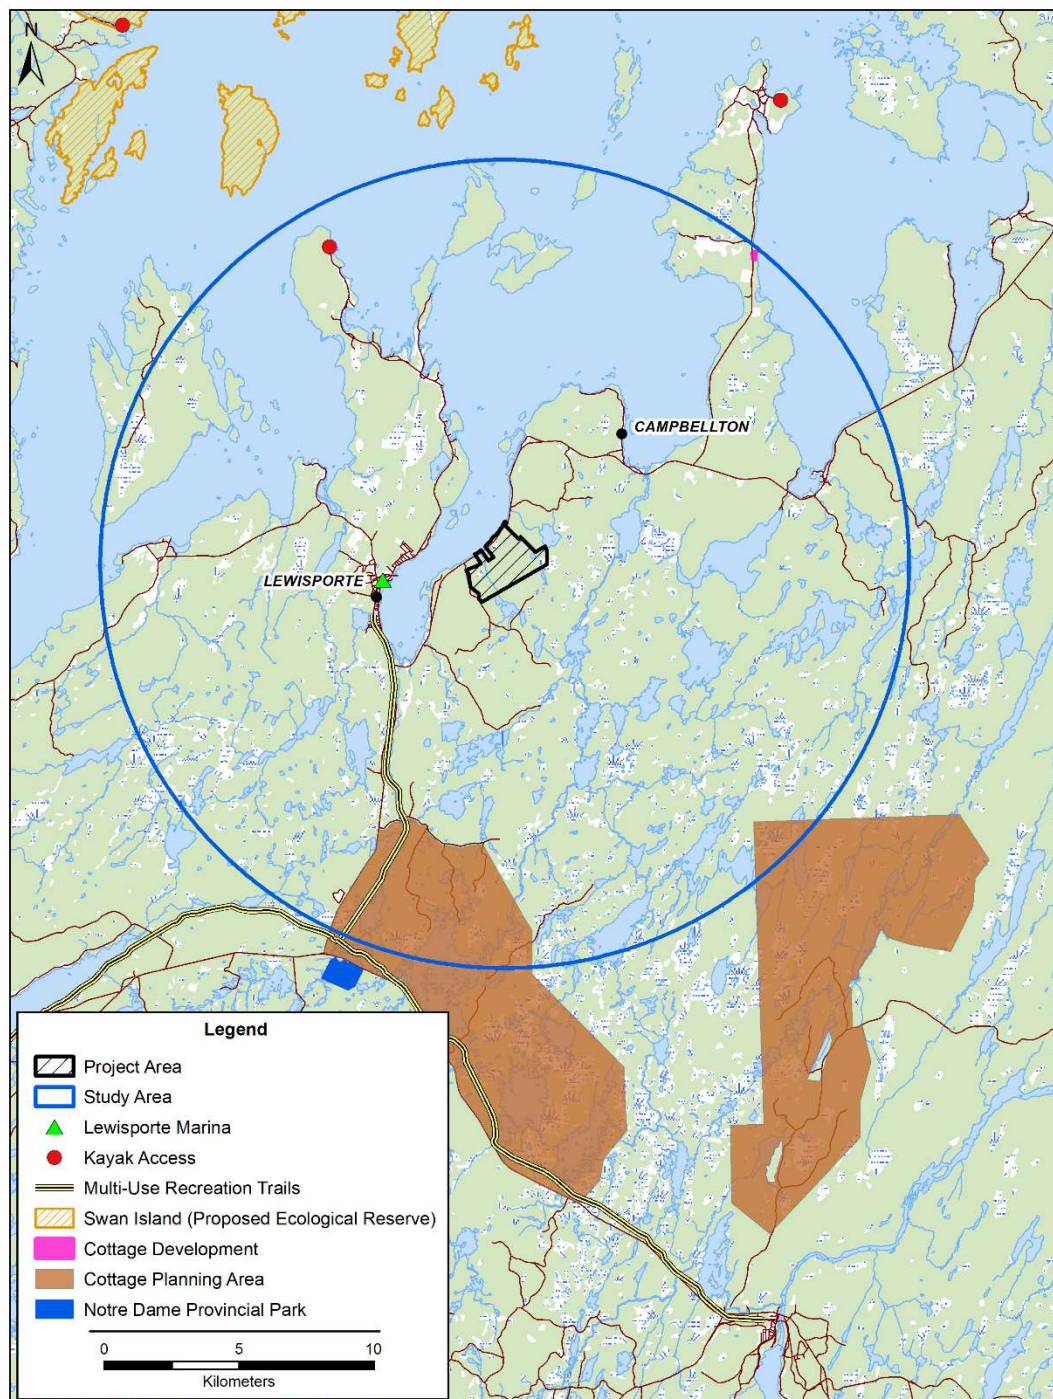 N
CAMPBELLTON
LEWISPORTE
Legend
Project Area
Study Area
Lewisporte Marina
Kayak Access
Multi-Use Recreation Trails
Swan Island (Proposed Ecological Reserve)
Cottage Development
Cottage Planning Area
Notre Dame Provincial Park
0 5 10
Kilometers